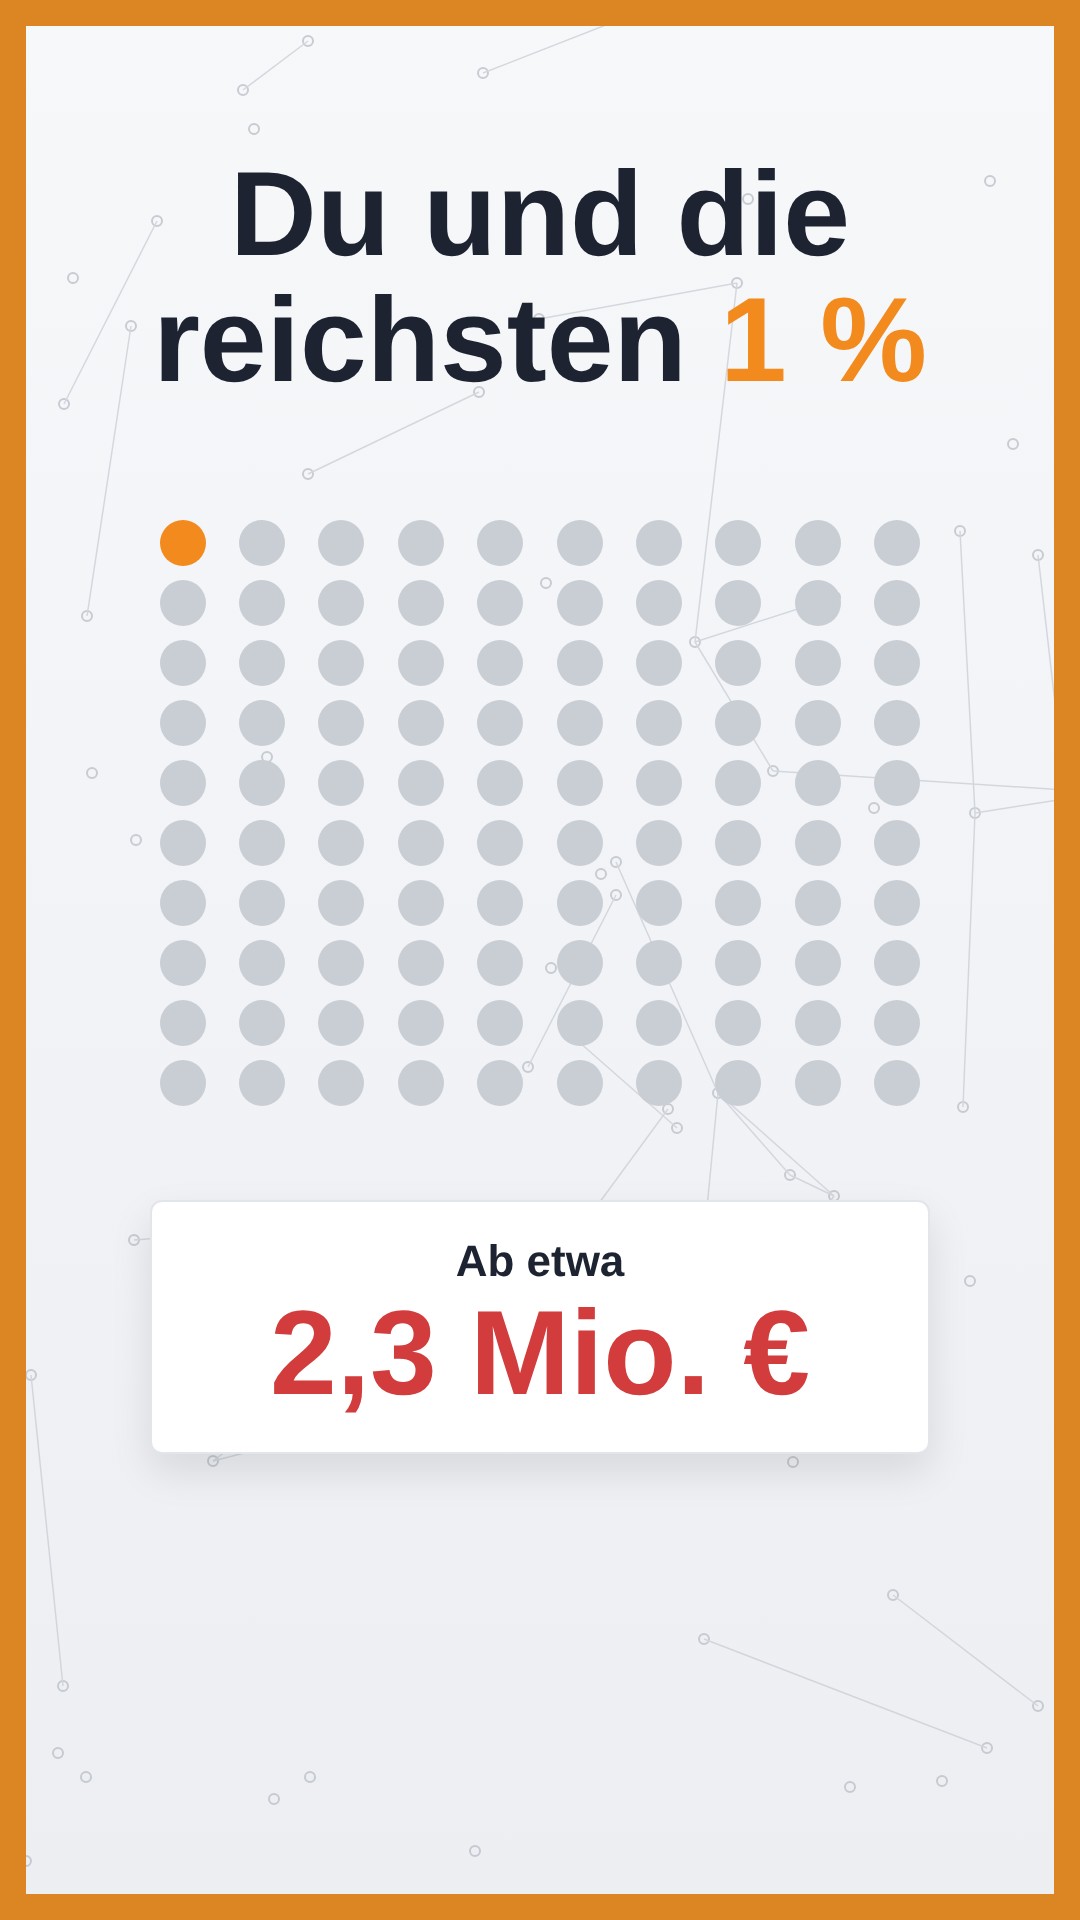 Du und die
reichsten 1 %
Ab etwa
2,3 Mio. €